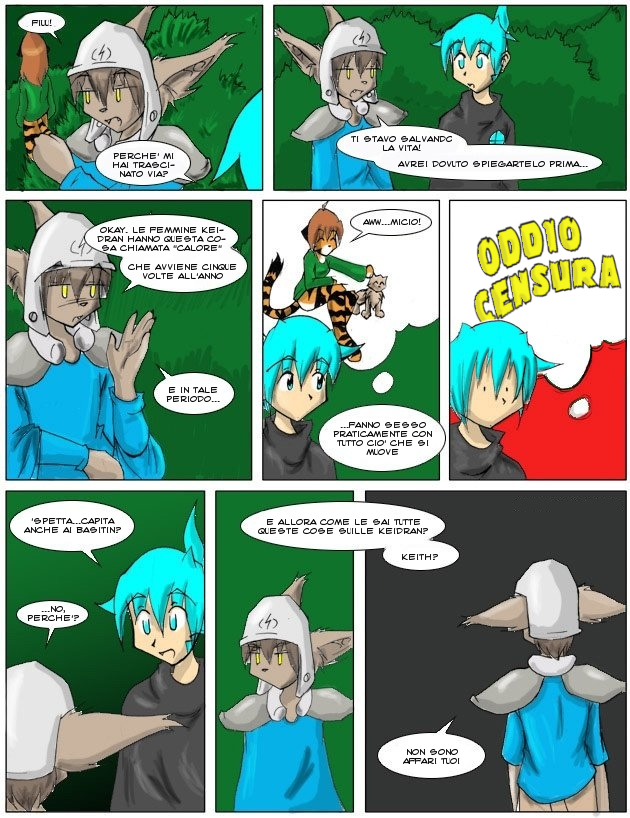 FILL!
PERCHE' MI
HAI TRASCI-
NATO VIA?
TI STAVO SALVANDO
LA VITA!
AVREI DOVUTO SPIEGARTELO PRIMA...
OKAY. LE FEMMINE KEI-
DRAN HANNO QUESTA CO-
SA CHIAMATA "CALORE"
CHE AVVIENE CINQUE
VOLTE ALL'ANNO
E IN TALE
PERIODO...
AWW...MICIO!
...FANNO SESSO
PRATICAMENTE CON
TUTTO CIO' CHE SI
MUOVE
ODDIO
CENSURA
'SPETTA...CAPITA
ANCHE AI BASITIN?
...NO,
PERCHE'?
E ALLORA COME LE SAI TUTTE
QUESTE COSE SUILLE KEIDRAN?
KEITH?
NON SONO
AFFARI TUOI